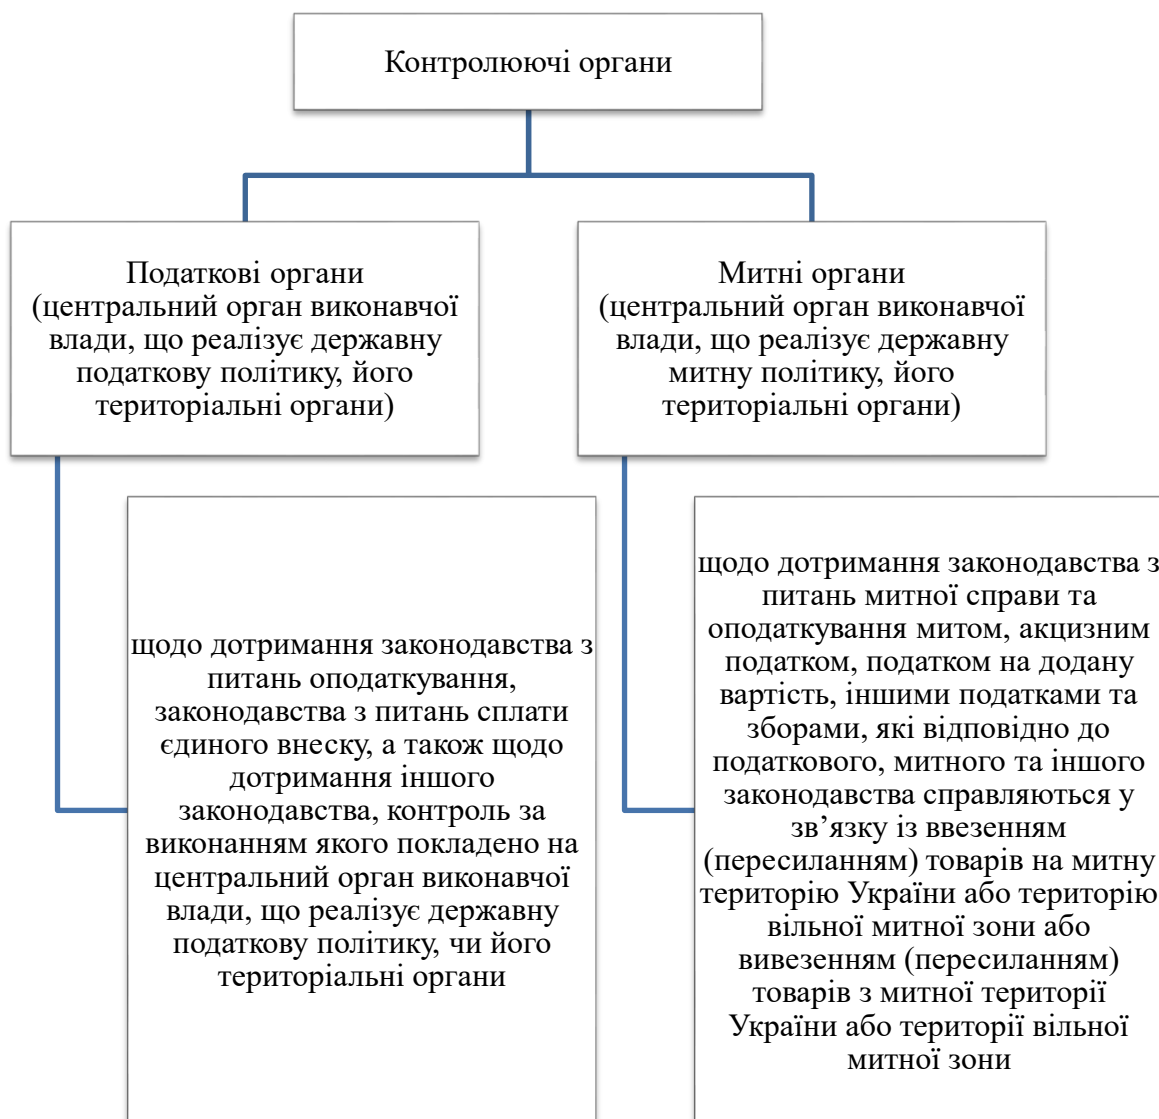 Контролюючі органи
Податкові органи
(центральний орган виконавчої
влади, що реалізує державну
податкову політику, його
територіальні органи)
Митні органи
(центральний орган виконавчої
влади, що реалізує державну
митну політику, його
територіальні органи)
щодо дотримання законодавства з
питань оподаткування,
законодавства з питань сплати
єдиного внеску, а також щодо
дотримання іншого
законодавства, контроль за
виконанням якого покладено на
центральний орган виконавчої
влади, що реалізує державну
податкову політику, чи його
територіальні органи
щодо дотримання законодавства з
питань митної справи та
оподаткування митом, акцизним
податком, податком на додану
вартість, іншими податками та
зборами, які відповідно до
податкового, митного та іншого
законодавства справляються у
зв’язку із ввезенням
(пересиланням) товарів на митну
територію України або територію
вільної митної зони або
вивезенням (пересиланням)
товарів з митної території
України або території вільної
митної зони